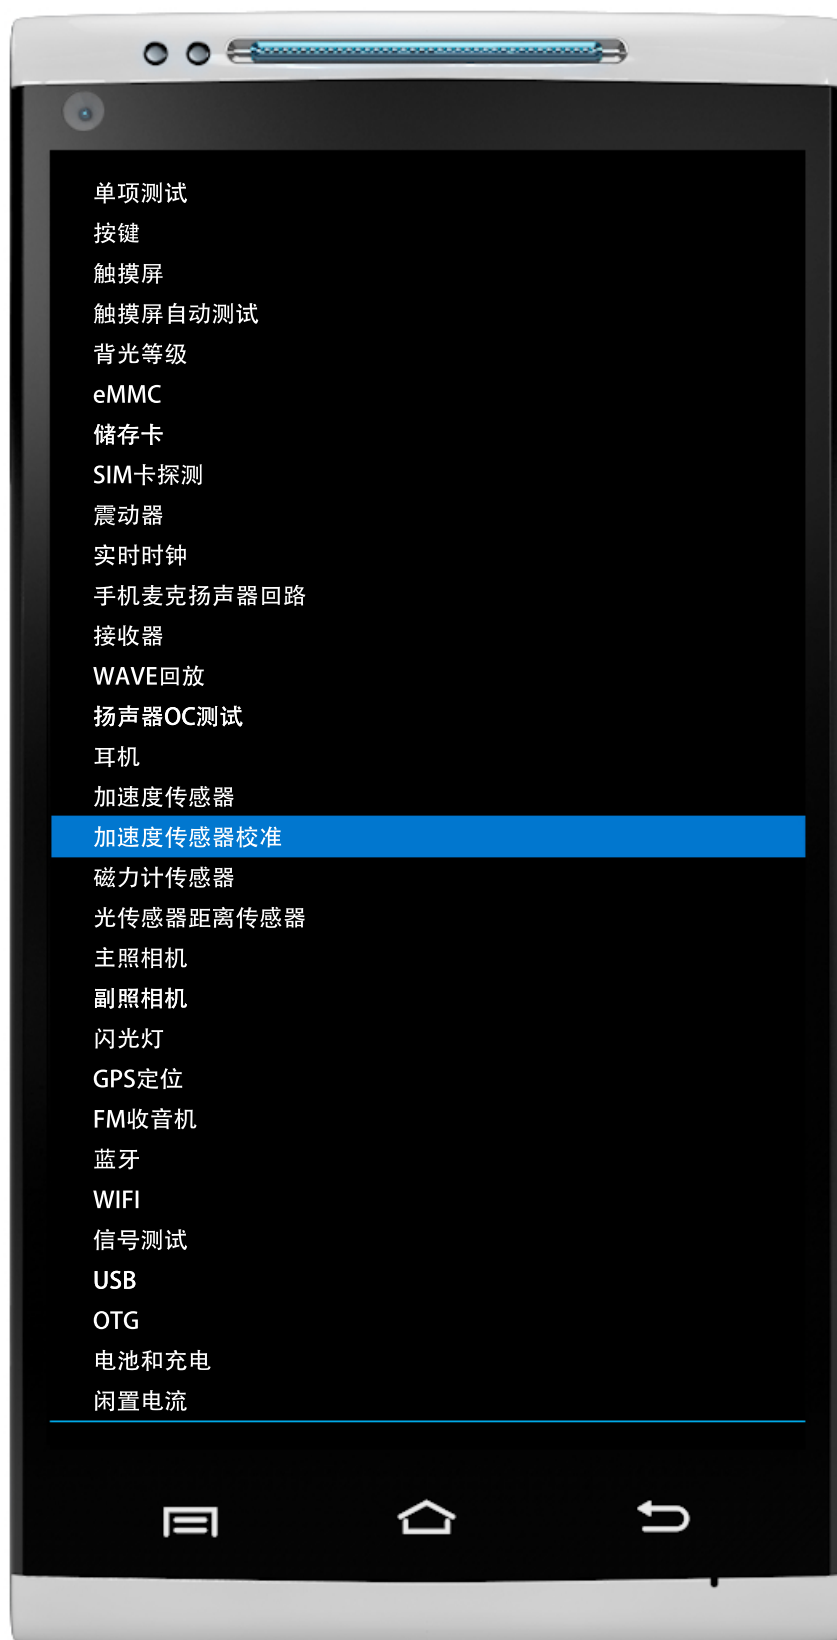 单项测试
按键
触摸屏
触摸屏自动测试
背光等级
eMMC
储存卡
SIM卡探测
震动器
实时时钟
手机麦克扬声器回路
接收器
WAVE回放
扬声器OC测试
耳机
加速度传感器
加速度传感器校准
磁力计传感器
光传感器距离传感器
主照相机
副照相机
闪光灯
GPS定位
FM收音机
蓝牙
WIFI
信号测试
USB
OTG
电池和充电
闲置电流